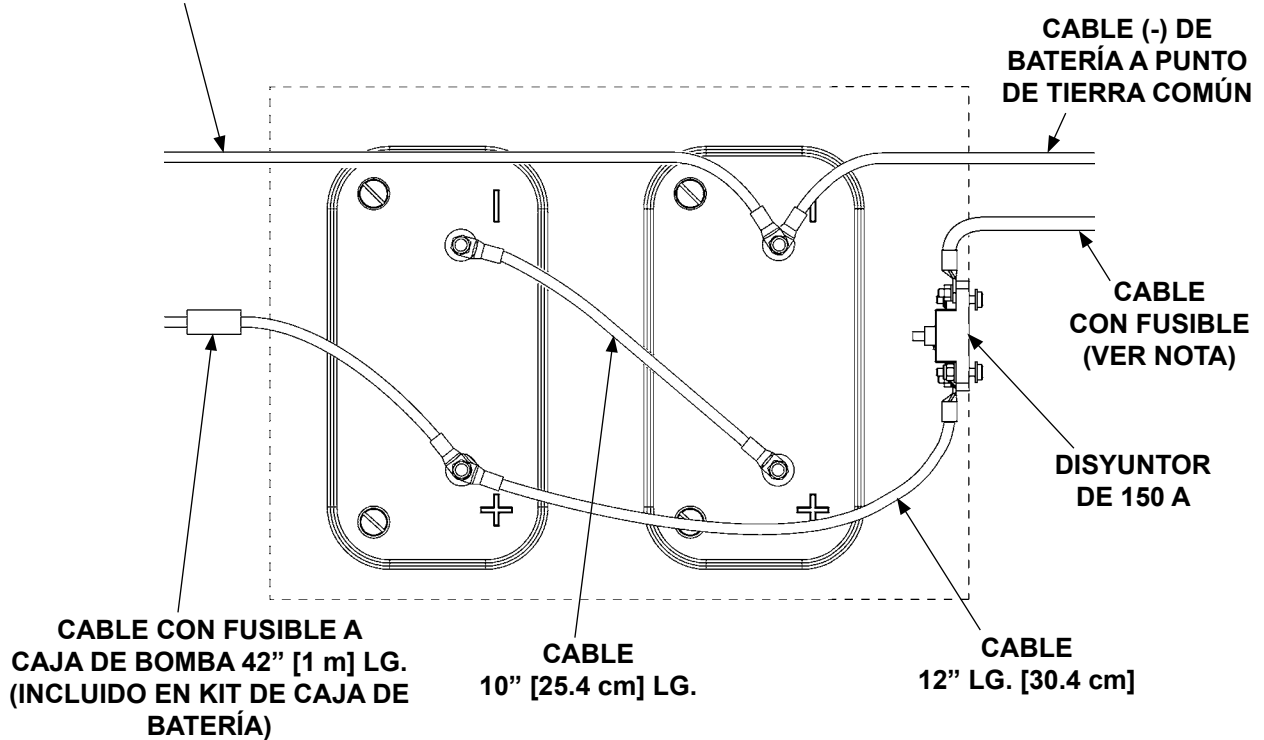 CABLE (-) DE
BATERÍA A PUNTO
DE TIERRA COMÚN
CABLE
CON FUSIBLE
(VER NOTA)
DISYUNTOR
DE 150 A
CABLE CON FUSIBLE A
CAJA DE BOMBA 42” [1 m] LG.
(INCLUIDO EN KIT DE CAJA DE
BATERÍA)
CABLE
10” [25.4 cm] LG.
CABLE
12” LG. [30.4 cm]